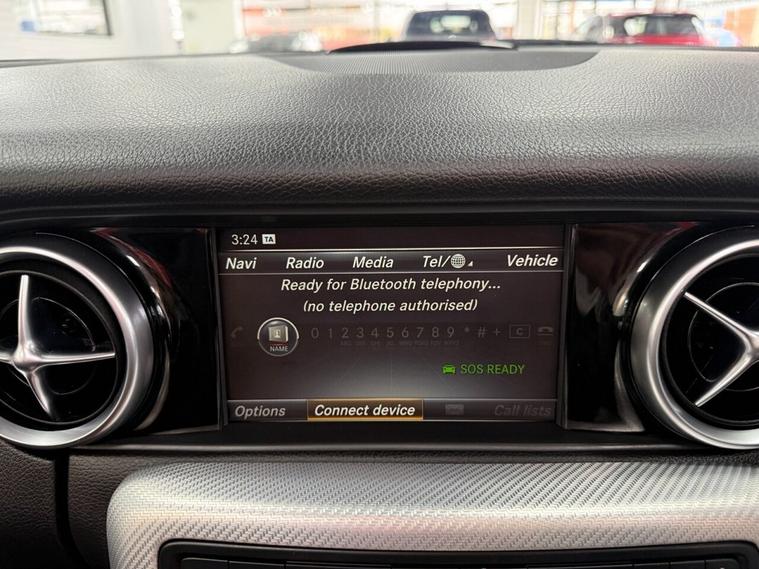 3:24 TA
Navi Radio Media Tel/ Vehicle
Ready for Bluetooth telephony...
(no telephone authorised)
0 1 2 3 4 5 6 7 8 9 * # + C
NAME
SOS READY
Options Connect device Call lists